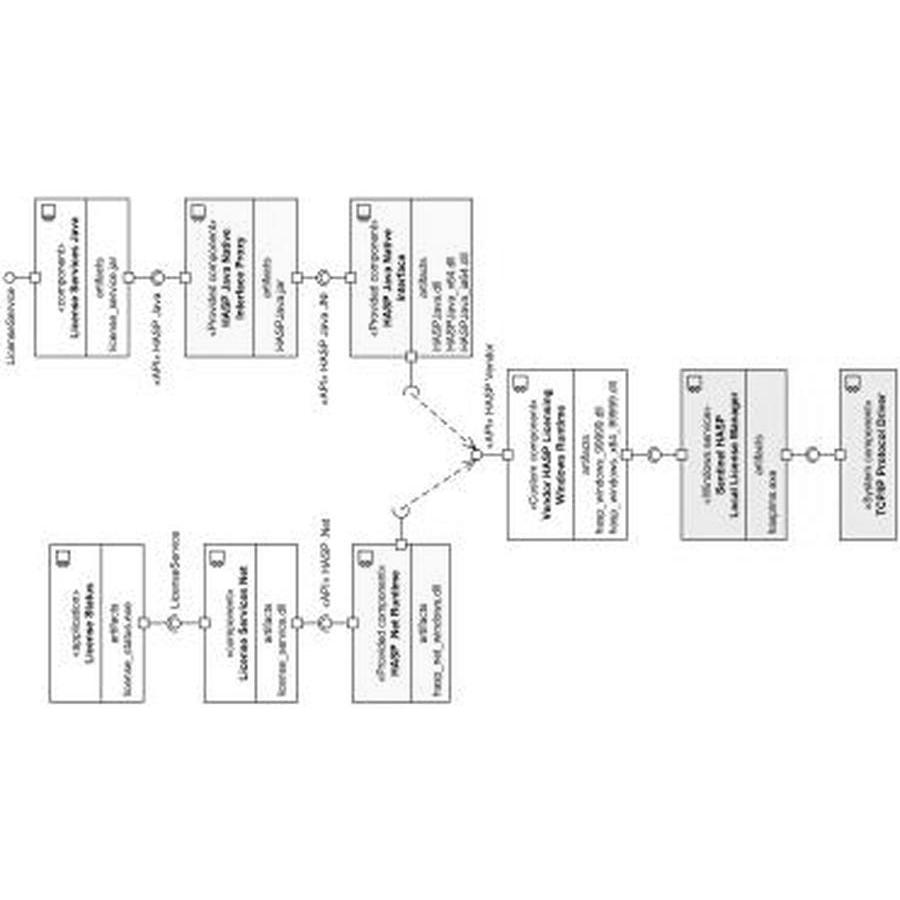 LicenseService
«component»
License Services Java
artifacts
license_service.jar
«API» HASP Java
«Provided component»
HASP Java Native
Interface Proxy
artifacts
HASPJava.jar
«API» HASP Java JNI
«Provided component»
HASP Java Native
Interface
artifacts
HASPJava.dll
HASPJava_x64.dll
HASPJava_ia64.dll
«application»
License Status
artifacts
license_status.exe
LicenseService
«component»
License Services Net
artifacts
license_service.dll
«API» HASP .Net
«Provided component»
HASP .Net Runtime
artifacts
hasp_net_windows.dll
«API» HASP Vendor
«Custom component»
Vendor HASP Licensing
Windows Runtime
artifacts
hasp_windows_99999.dll
hasp_windows_x64_99999.dll
«Windows service»
Sentinel HASP
Local License Manager
artifacts
hasplms.exe
«System component»
TCP/IP Protocol Driver